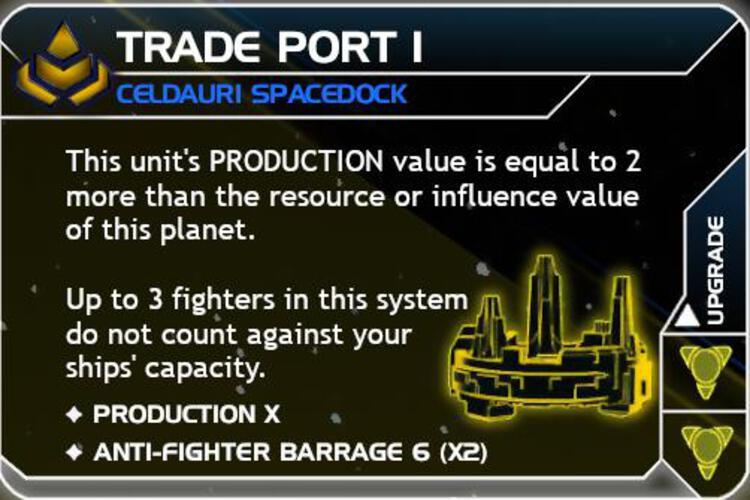 TRADE PORT I
CELDAURI SPACEDOCK
This unit's PRODUCTION value is equal to 2
more than the resource or influence value
of this planet.
Up to 3 fighters in this system
do not count against your
ships' capacity.
PRODUCTION X
ANTI-FIGHTER BARRAGE 6 (X2)
UPGRADE